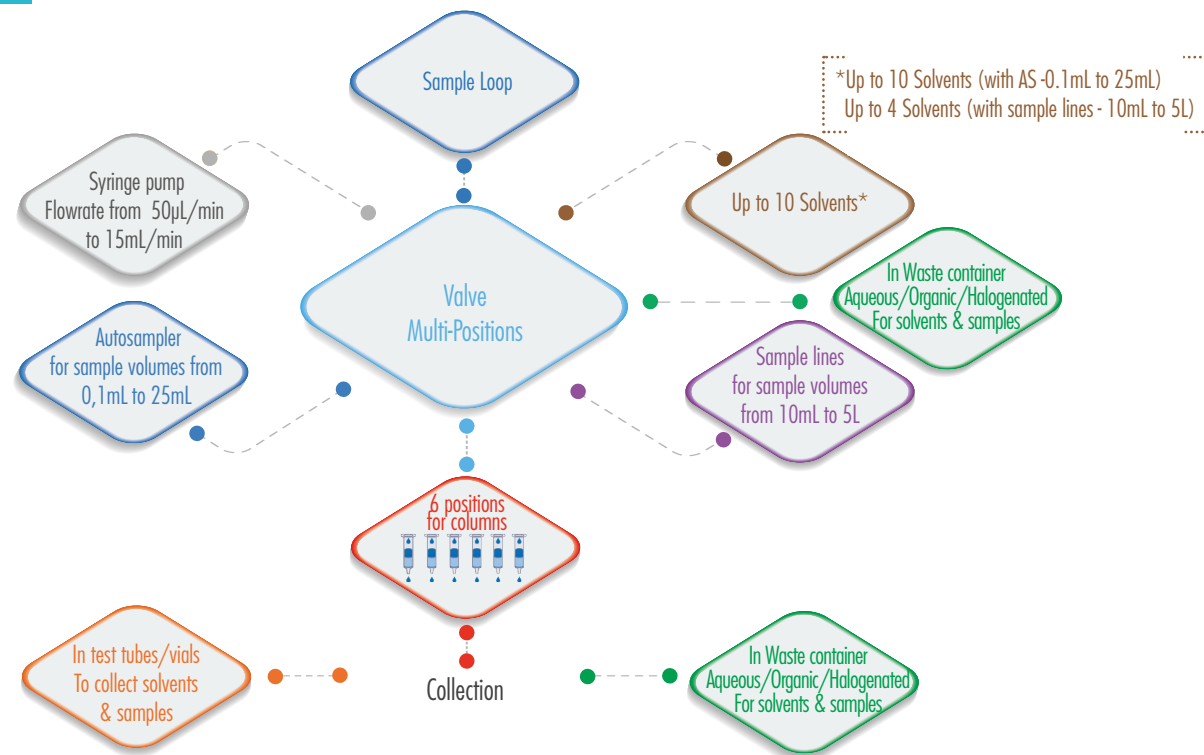 Sample Loop
*Up to 10 Solvents (with AS -0.1mL to 25mL)
Up to 4 Solvents (with sample lines - 10mL to 5L)
Syringe pump
Flowrate from 50µL/min
to 15mL/min
Up to 10 Solvents*
Valve
Multi-Positions
In Waste container
Aqueous/Organic/Halogenated
For solvents & samples
Autosampler
for sample volumes from
0,1mL to 25mL
Sample lines
for sample volumes
from 10mL to 5L
6 positions
for columns
In test tubes/vials
To collect solvents
& samples
Collection
In Waste container
Aqueous/Organic/Halogenated
For solvents & samples